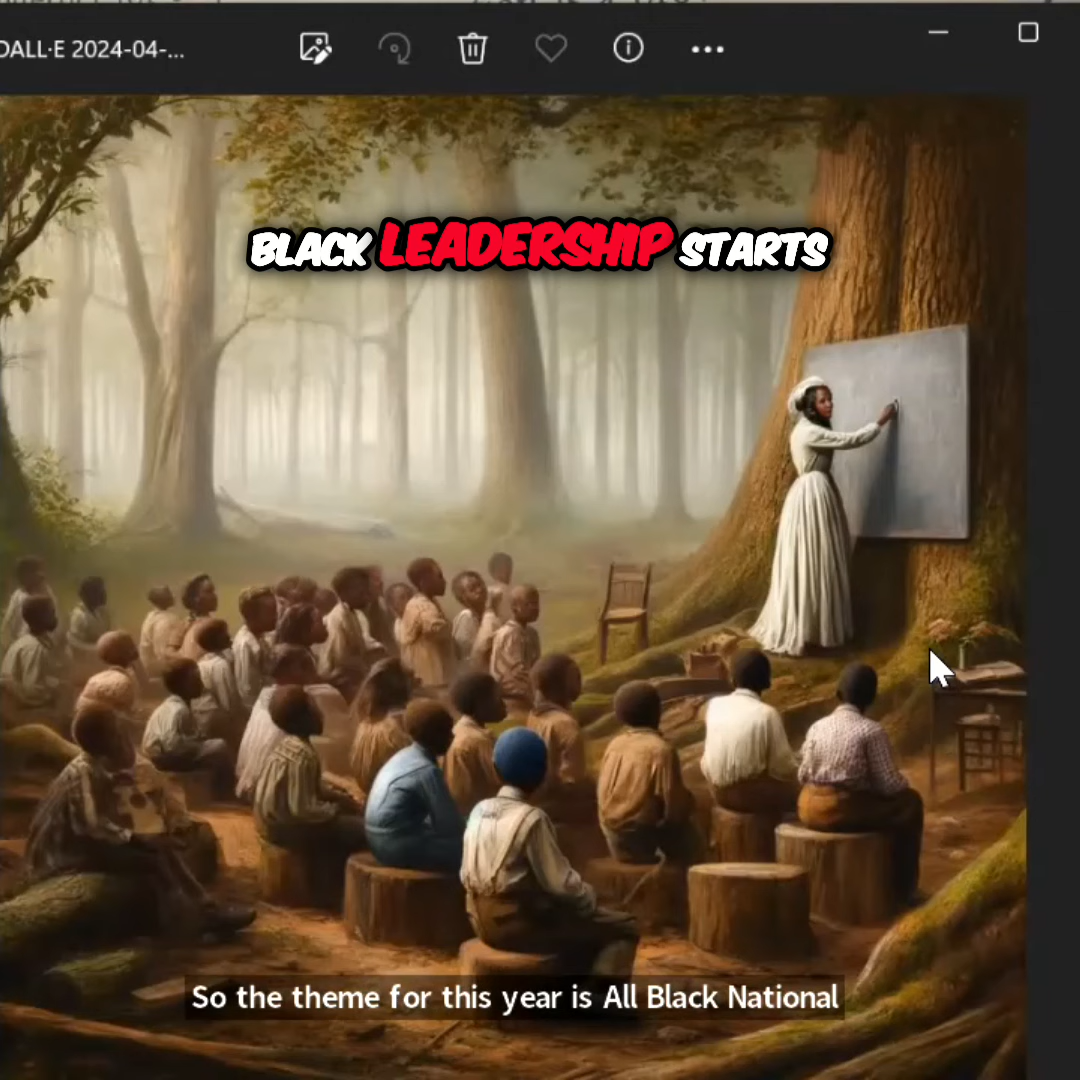 DALL·E 2024-04-...
BLACK LEADERSHIP STARTS
So the theme for this year is All Black National